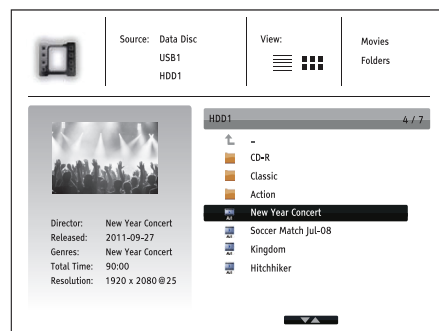 Source: Data Disc
USB1
HDD1
View:
Movies
Folders
HDD1 4 / 7
–
CD-R
Classic
Action
New Year Concert
Soccer Match Jul-08
Kingdom
Hitchhiker
Director: New Year Concert
Released: 2011-09-27
Genres: New Year Concert
Total Time: 90:00
Resolution: 1920 x 2080@25